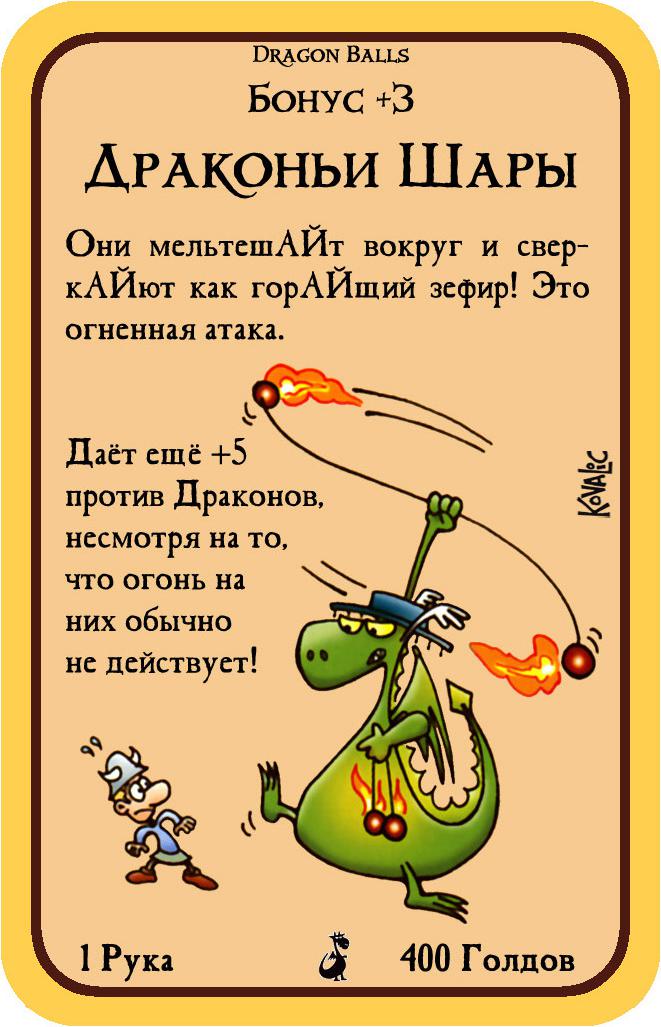 Dragon Balls
Бонус +3
Драконьи Шары
Они мельтешАЙт вокруг и свер-
кАЙют как горАЙщий зефир! Это
огненная атака.
Даёт ещё +5
против Драконов,
несмотря на то,
что огонь на
них обычно
не действует!
Kovalic
1 Рука
400 Голдов